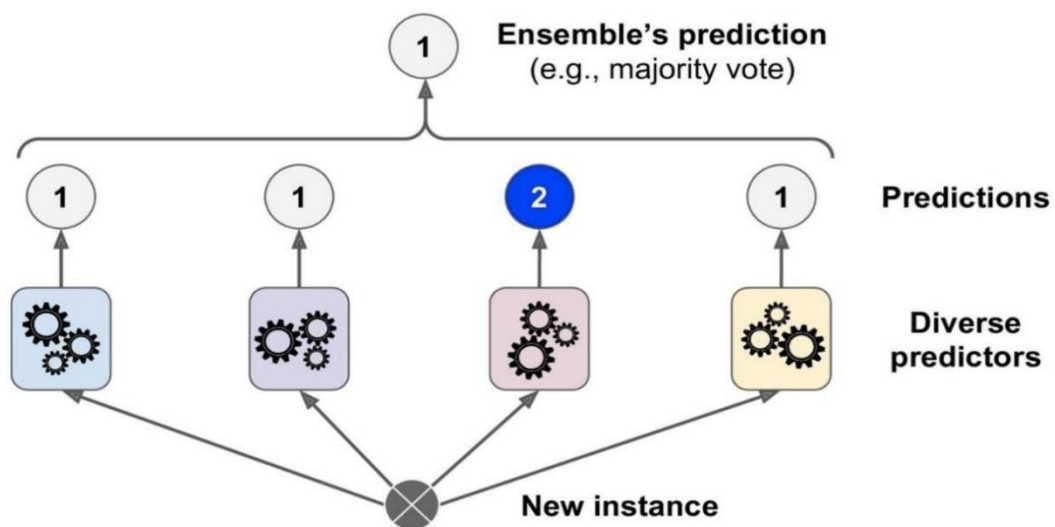 1
Ensemble's prediction
(e.g., majority vote)
1 1 2 1 Predictions
Diverse
predictors
New instance